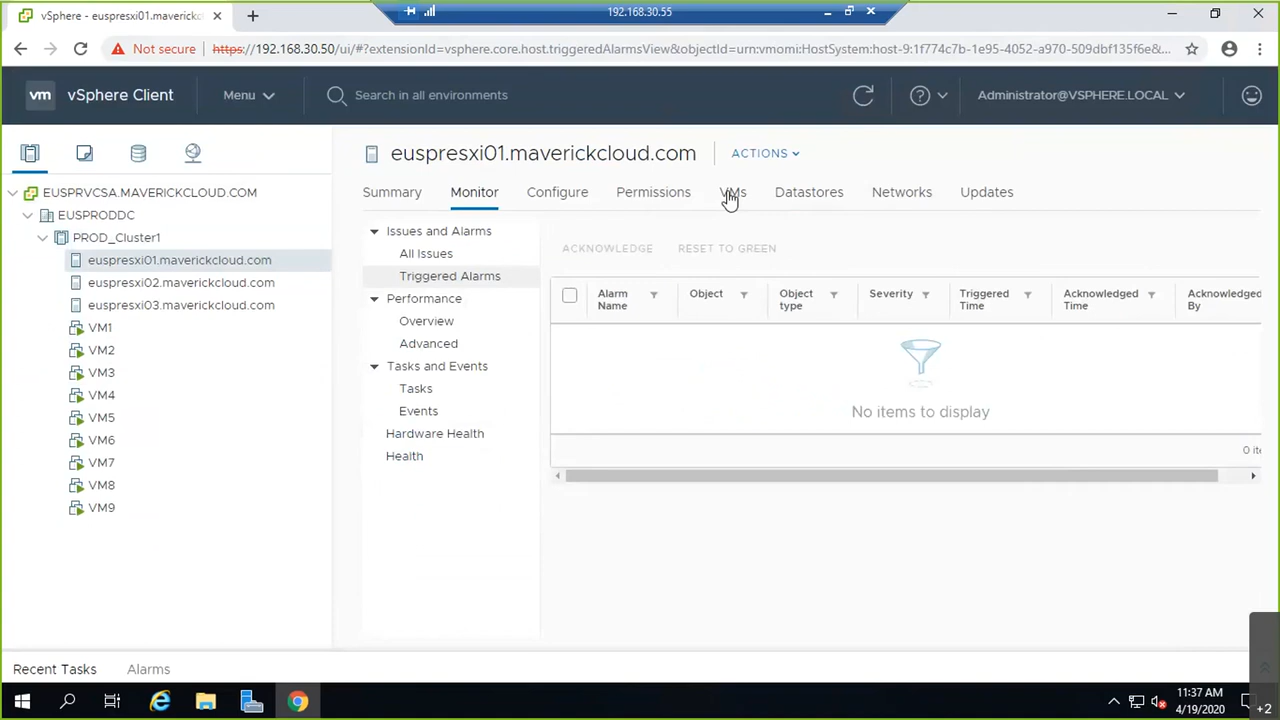 vSphere - euspresxi01.maverickcl
192.168.30.55
Not secure
https://192.168.30.50/ui/#?extensionId=vsphere.core.host.triggeredAlarmsView&objectId=urn:vmomi:HostSystem:host-9:1f774c7b-1e95-4052-a970-509dbf135f6e&...
vm vSphere Client
Menu
Search in all environments
Administrator@VSPHERE.LOCAL
euspresxi01.maverickcloud.com
ACTIONS
Summary Monitor Configure Permissions VMs Datastores Networks Updates
EUSPRVCSA.MAVERICKCLOUD.COM
EUSPRODDC
PROD_Cluster1
euspresxi01.maverickcloud.com
euspresxi02.maverickcloud.com
euspresxi03.maverickcloud.com
VM1
VM2
VM3
VM4
VM5
VM6
VM7
VM8
VM9
Issues and Alarms
All Issues
Triggered Alarms
Performance
Overview
Advanced
Tasks and Events
Tasks
Events
Hardware Health
Health
ACKNOWLEDGE RESET TO GREEN
Alarm Name
Object
Object type
Severity
Triggered Time
Acknowledged Time
Acknowledged By
No items to display
0 ite
Recent Tasks Alarms
11:37 AM
4/19/2020
+2